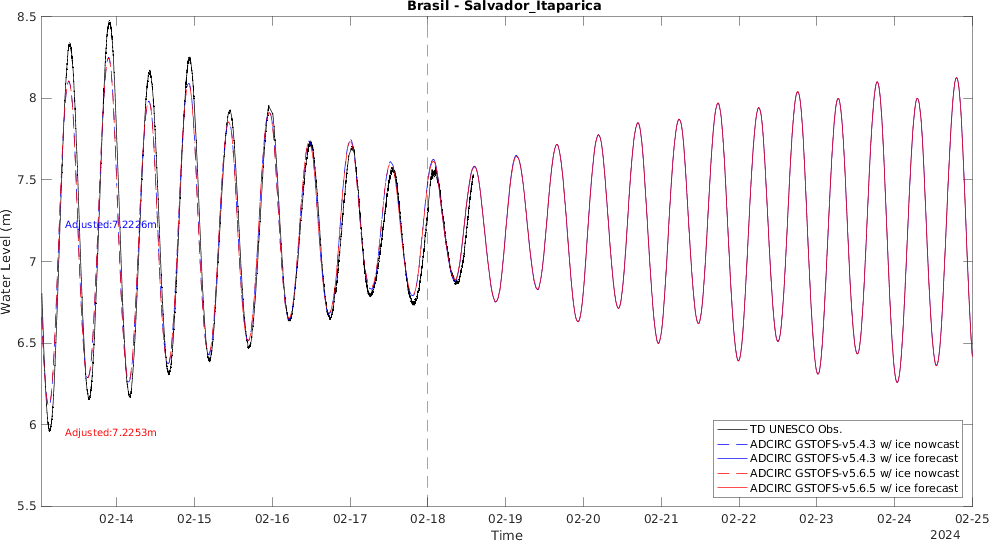 Brasil - Salvador_Itaparica
8.5
8
7.5
7
6.5
6
5.5
Water Level (m)
Adjusted:7.2226m
Adjusted:7.2253m
TD UNESCO Obs.
ADCIRC GSTOFS-v5.4.3 w/ ice nowcast
ADCIRC GSTOFS-v5.4.3 w/ ice forecast
ADCIRC GSTOFS-v5.6.5 w/ ice nowcast
ADCIRC GSTOFS-v5.6.5 w/ ice forecast
02-14 02-15 02-16 02-17 02-18 02-19 02-20 02-21 02-22 02-23 02-24 02-25
Time
2024